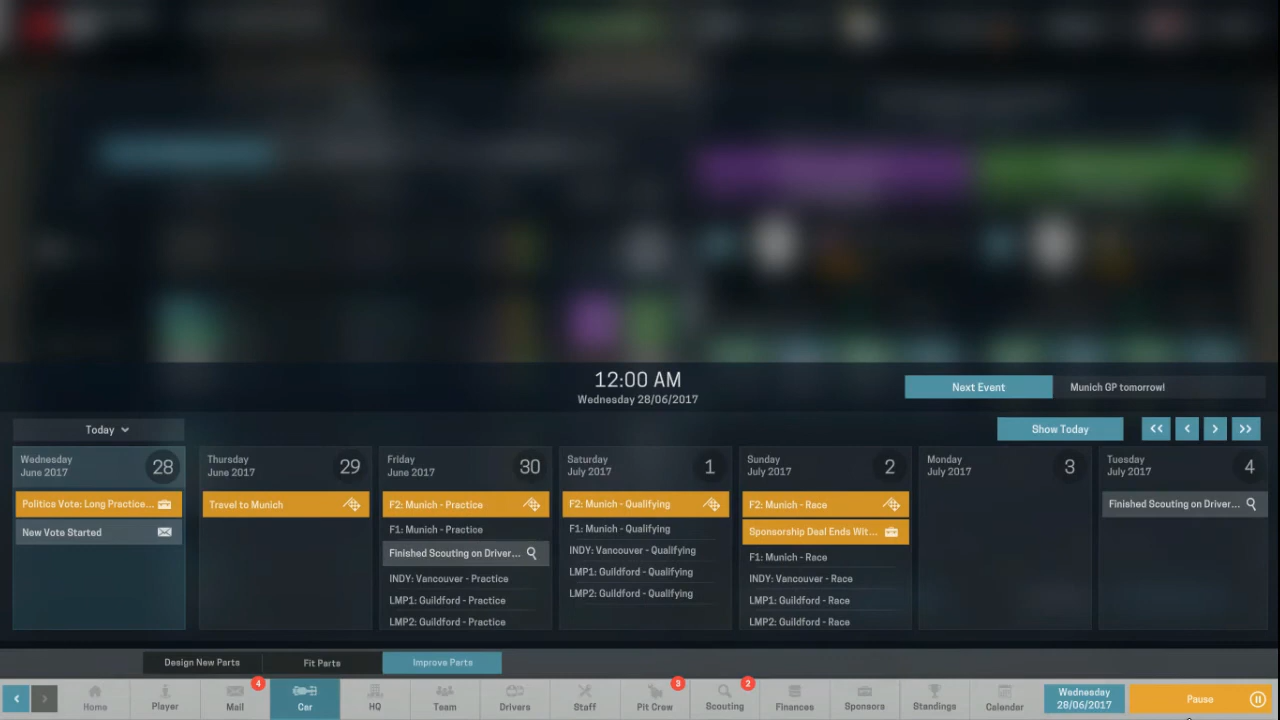 12:00 AM
Wednesday 28/06/2017
Next Event
Munich GP tomorrow!
Today
Show Today
Wednesday
June 2017
28
Politics Vote: Long Practice...
New Vote Started
Thursday
June 2017
29
Travel to Munich
Friday
June 2017
30
F2: Munich - Practice
F1: Munich - Practice
Finished Scouting on Driver...
INDY: Vancouver - Practice
LMP1: Guildford - Practice
LMP2: Guildford - Practice
Saturday
July 2017
1
F2: Munich - Qualifying
F1: Munich - Qualifying
INDY: Vancouver - Qualifying
LMP1: Guildford - Qualifying
LMP2: Guildford - Qualifying
Sunday
July 2017
2
F2: Munich - Race
Sponsorship Deal Ends Wit...
F1: Munich - Race
INDY: Vancouver - Race
LMP1: Guildford - Race
LMP2: Guildford - Race
Monday
July 2017
3
Tuesday
July 2017
4
Finished Scouting on Driver...
Design New Parts
Fit Parts
Improve Parts
Home
Player
4
Mail
Car
HQ
Team
Drivers
Staff
3
Pit Crew
2
Scouting
Finances
Sponsors
Standings
Calendar
Wednesday
28/06/2017
Pause